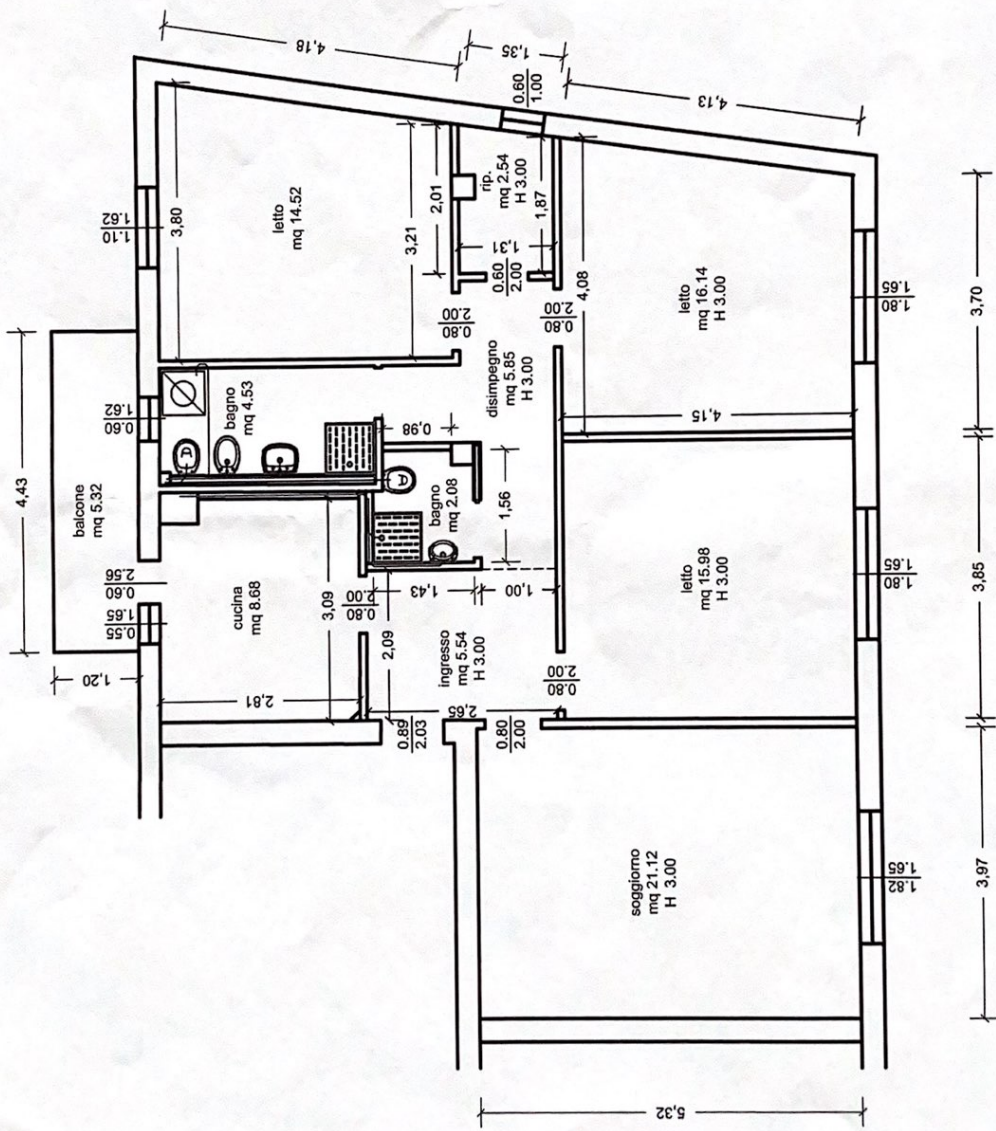 4,18
1,35
4,13
0.60
1.00
1.62
1.10
3,80
letto
mq 14.52
3,21
2,01
rip.
mq 2.54
H 3.00
1,87
1,31
0.60
2.00
4,08
letto
mq 16.14
H 3.00
1.65
1.80
3,70
4,43
balcone
mq 5.32
1.62
0.60
bagno
mq 4.53
0.80
2.00
0.80
2.00
disimpegno
mq 5.85
H 3.00
0,98
4,15
bagno
mq 2.08
1,56
2.56
0.60
1.65
0.55
1,20
cucina
mq 8.68
3,09
2,81
0.80
2.00
1,43
1,00
2,09
ingresso
mq 5.54
H 3.00
2,65
0.80
2.00
letto
mq 15.98
H 3.00
1.65
1.80
3,85
0.89
2.03
0.80
2.00
soggiorno
mq 21.12
H 3.00
1.65
1.82
3,97
5,32